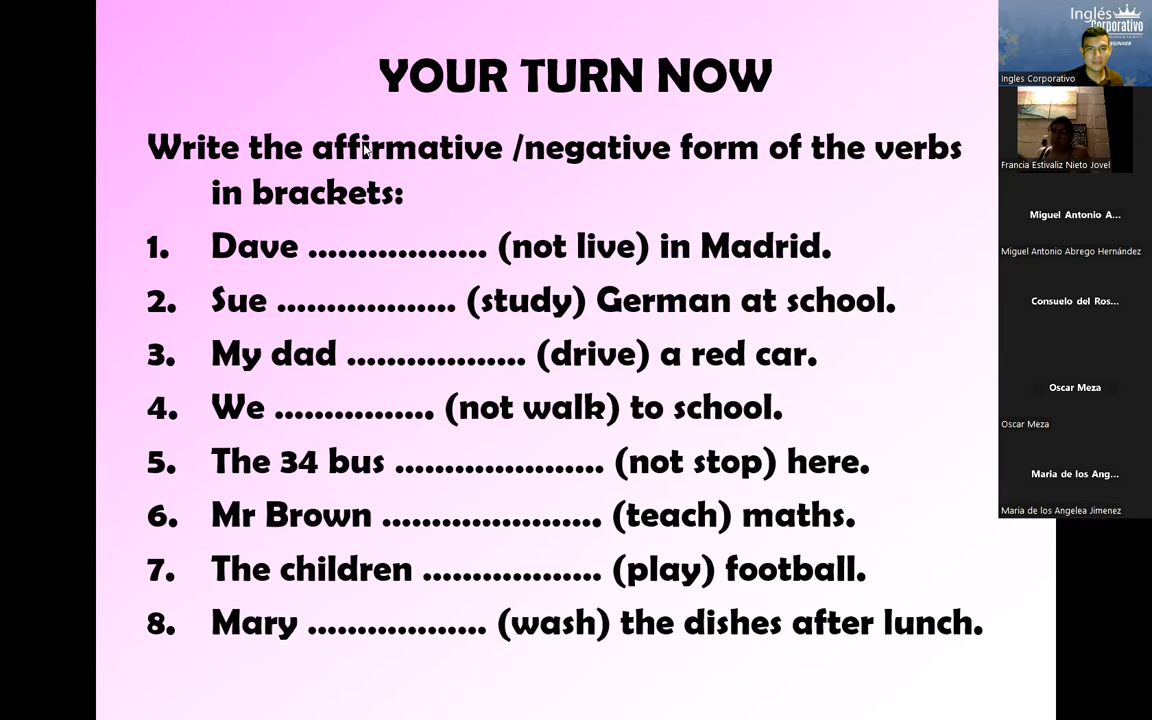 YOUR TURN NOW
Write the affirmative /negative form of the verbs
in brackets:
1. Dave .................. (not live) in Madrid.
2. Sue .................. (study) German at school.
3. My dad .................. (drive) a red car.
4. We ................ (not walk) to school.
5. The 34 bus ..................... (not stop) here.
6. Mr Brown ...................... (teach) maths.
7. The children .................. (play) football.
8. Mary .................. (wash) the dishes after lunch.
Inglés
Corporativo
BEGINNER
Ingles Corporativo
Francia Estivaliz Nieto Jovel
Miguel Antonio A...
Miguel Antonio Abrego Hernández
Consuelo del Ros...
Oscar Meza
Oscar Meza
Maria de los Ang...
Maria de los Angelea Jimenez